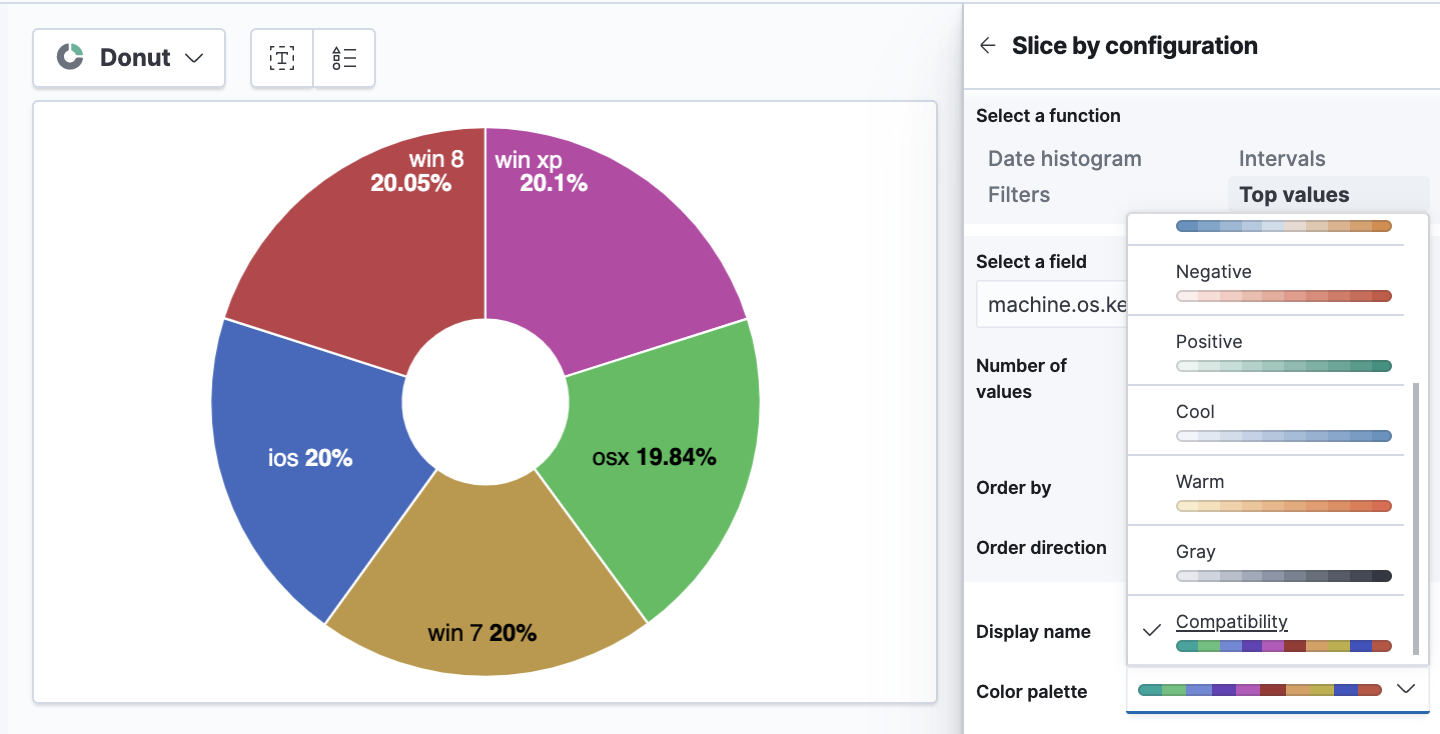 Donut
win 8
20.05%
win xp
20.1%
ios 20%
osx 19.84%
win 7 20%
Slice by configuration
Select a function
Date histogram
Intervals
Filters
Top values
Select a field
machine.os.ke
Number of
values
Order by
Order direction
Display name
Color palette
Negative
Positive
Cool
Warm
Gray
Compatibility